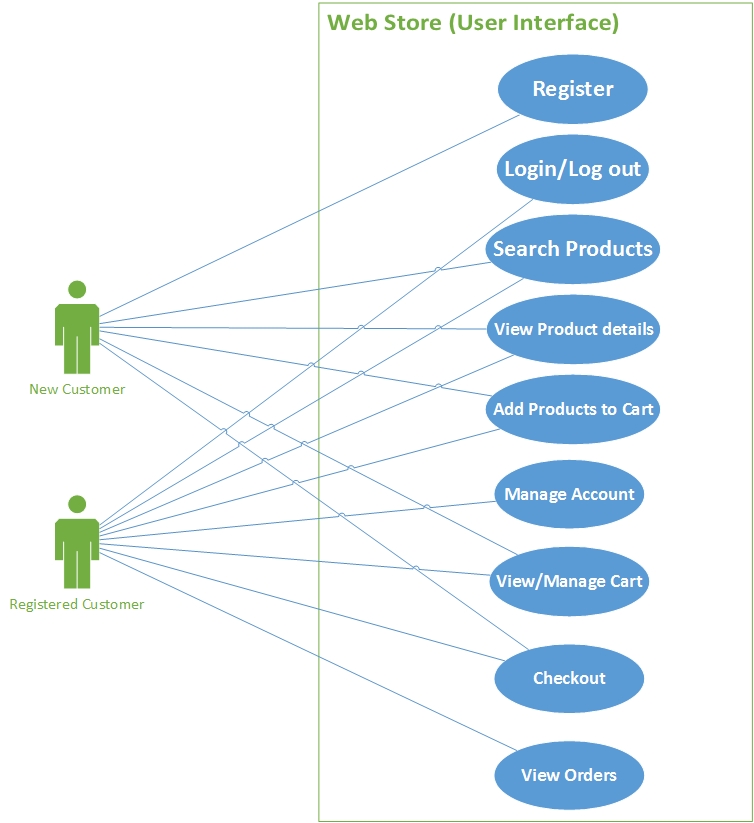 Web Store (User Interface)
Register
Login/Log out
Search Products
View Product details
Add Products to Cart
Manage Account
View/Manage Cart
Checkout
View Orders
New Customer
Registered Customer